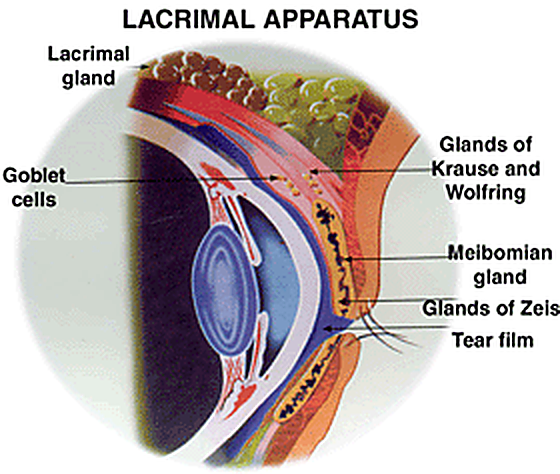 LACRIMAL APPARATUS
Lacrimal
gland
Goblet
cells
Glands of
Krause and
Wolfring
Meibomian
gland
Glands of Zeis
Tear film